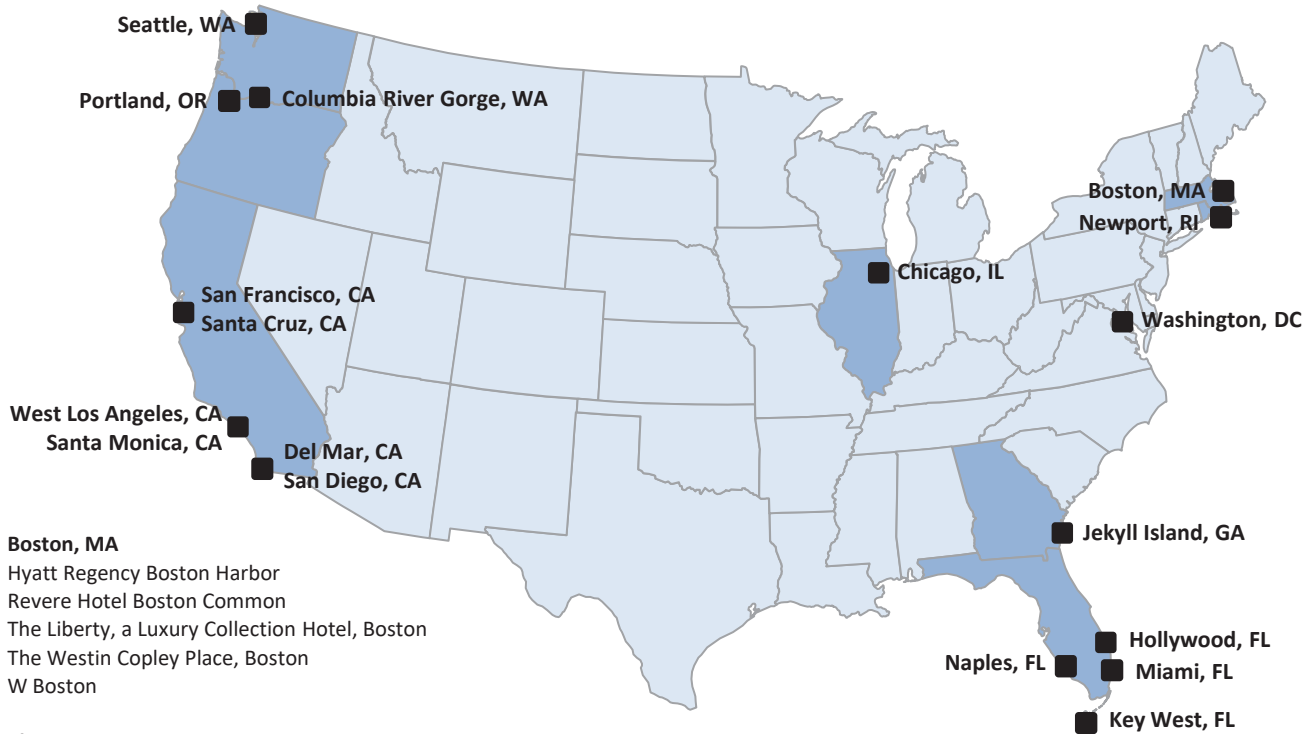 Seattle, WA
Portland, OR
Columbia River Gorge, WA
Boston, MA
Newport, RI
Chicago, IL
San Francisco, CA
Santa Cruz, CA
Washington, DC
West Los Angeles, CA
Santa Monica, CA
Del Mar, CA
San Diego, CA
Jekyll Island, GA
Hollywood, FL
Naples, FL
Miami, FL
Key West, FL
Boston, MA
Hyatt Regency Boston Harbor
Revere Hotel Boston Common
The Liberty, a Luxury Collection Hotel, Boston
The Westin Copley Place, Boston
W Boston